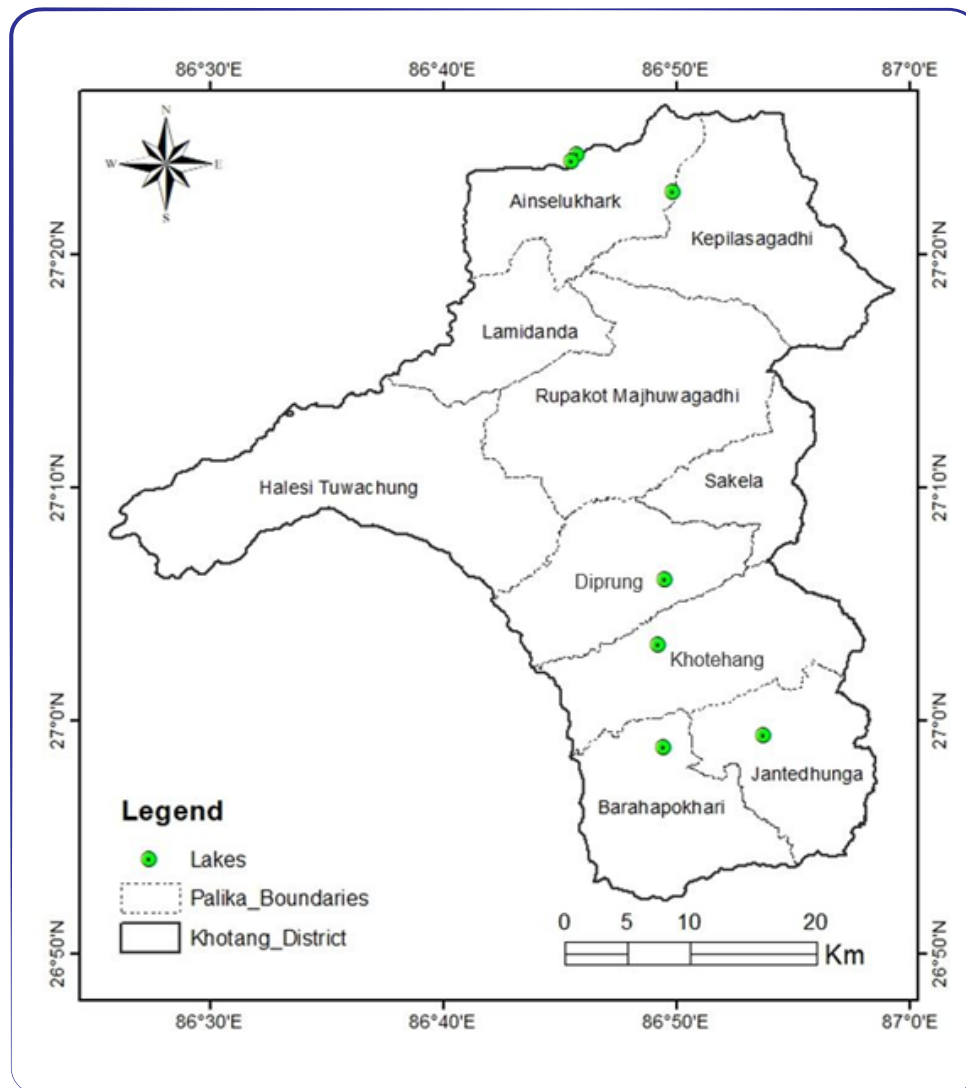 86°30'E 86°40'E 86°50'E 87°0'E
N
W E
S
27°20'N 27°20'N
27°10'N 27°10'N
27°0'N 27°0'N
26°50'N 26°50'N
Ainselukhark
Kepilasagadhi
Lamidanda
Rupakot Majhuwagadhi
Sakela
Halesi Tuwachung
Diprung
Khotehang
Jantedhunga
Barahapokhari
Legend
Lakes
Palika_Boundaries
Khotang_District
0 5 10 20
Km
86°30'E 86°40'E 86°50'E 87°0'E